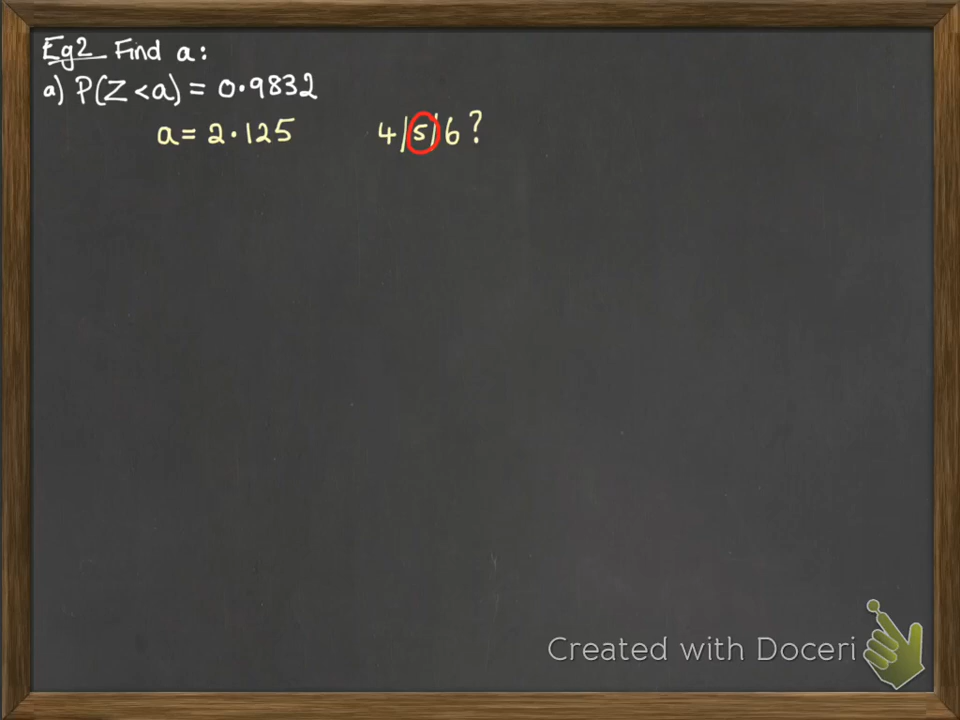 Eg2 Find a:
a) P(Z < a) = 0.9832
a = 2.125 4/5/6?
Created with Doceri